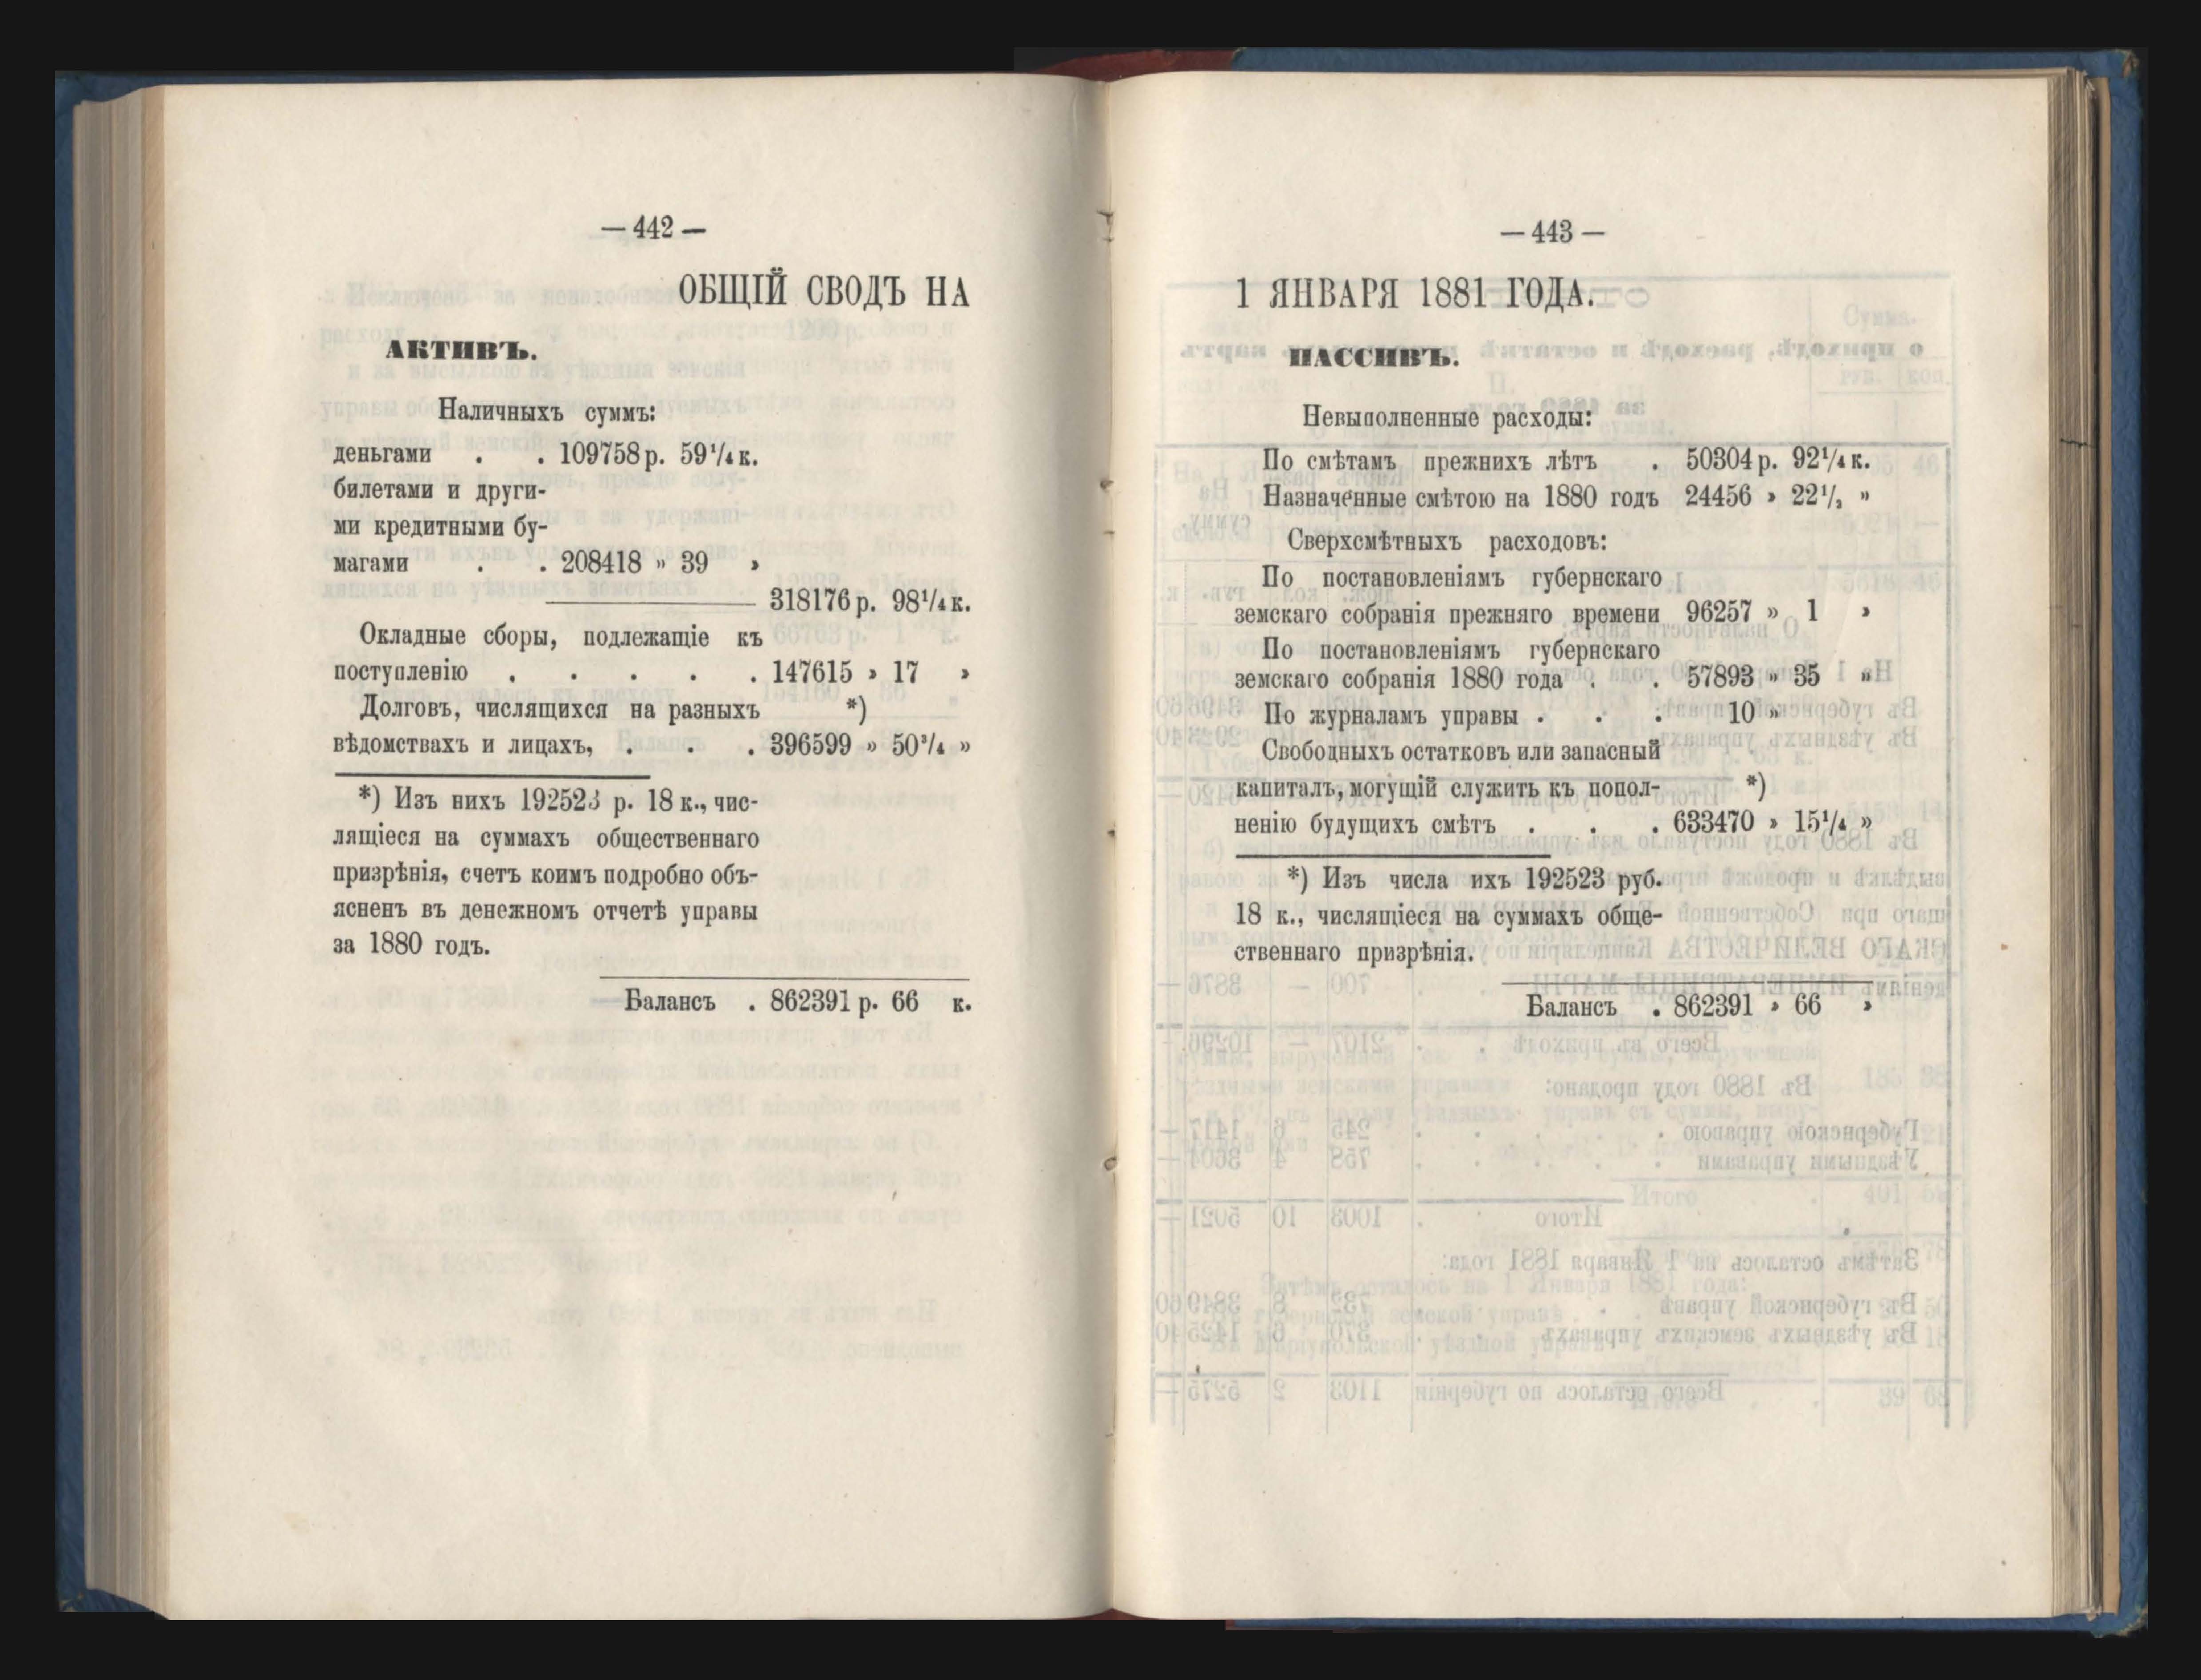 — 442 —
ОБЩІЙ СВОДЪ НА
АКТИВЪ.
Наличныхъ суммъ:
деньгами . . 109758 р. 59¹/₄ к.
билетами и други-
ми кредитными бу-
магами . . 208418 » 39 »
318176 р. 98¹/₄ к.
Окладные сборы, подлежащіе къ
поступленію . . . . . 147615 » 17 »
Долговъ, числящихся на разныхъ *)
вѣдомствахъ и лицахъ, . . . 396599 » 50³/₄ »
*) Изъ нихъ 192523 р. 18 к., чис-
лящіеся на суммахъ общественнаго
призрѣнія, счетъ коимъ подробно объ-
ясненъ въ денежномъ отчетѣ управы
за 1880 годъ.
Балансъ . 862391 р. 66 к.
— 443 —
1 ЯНВАРЯ 1881 ГОДА.
ПАССИВЪ.
Невыполненные расходы:
По смѣтамъ прежнихъ лѣтъ . 50304 р. 92¹/₄ к.
Назначенные смѣтою на 1880 годъ 24456 » 22¹/₂ »
Сверхсмѣтныхъ расходовъ:
По постановленіямъ губернскаго
земскаго собранія прежняго времени 96257 » 1 »
По постановленіямъ губернскаго
земскаго собранія 1880 года . . 57893 » 35 »
По журналамъ управы . . . 10 »
Свободныхъ остатковъ или запасный
капиталъ, могущій служить къ попол- *)
ненію будущихъ смѣтъ . . . 633470 » 15¹/₄ »
*) Изъ числа ихъ 192523 руб.
18 к., числящіеся на суммахъ обще-
ственнаго призрѣнія.
Балансъ . 862391 » 66 »